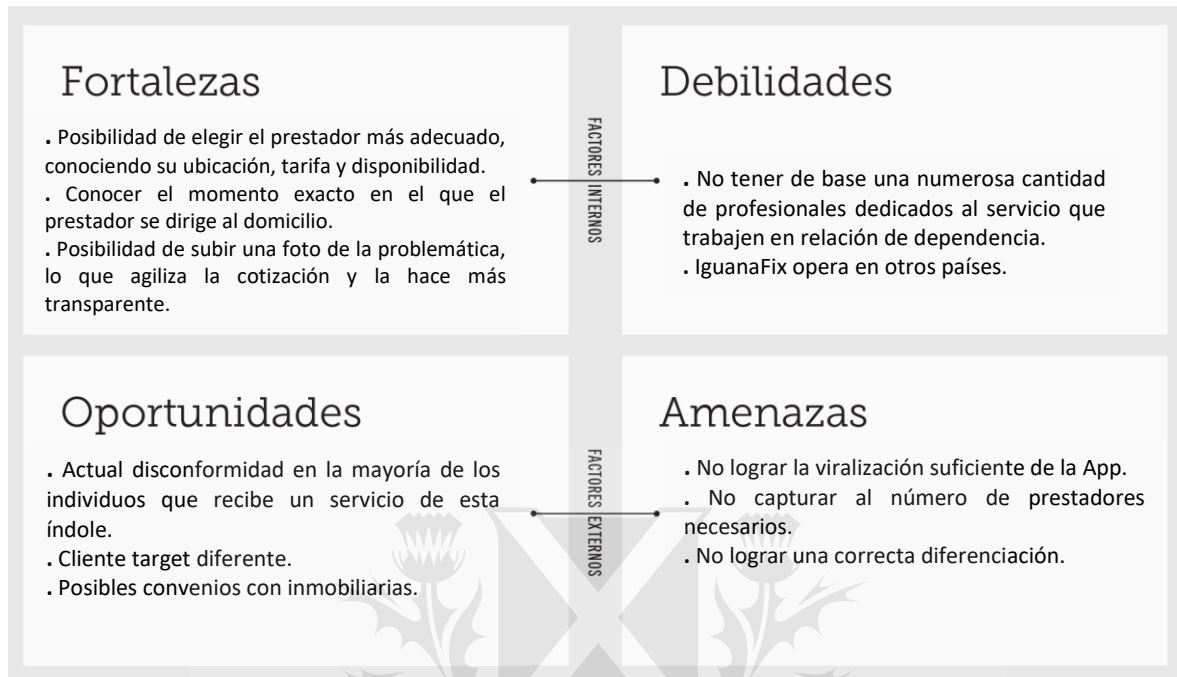 Fortalezas
. Posibilidad de elegir el prestador más adecuado,
conociendo su ubicación, tarifa y disponibilidad.
. Conocer el momento exacto en el que el
prestador se dirige al domicilio.
. Posibilidad de subir una foto de la problemática,
lo que agiliza la cotización y la hace más
transparente.
FACTORES INTERNOS
Debilidades
. No tener de base una numerosa cantidad
de profesionales dedicados al servicio que
trabajen en relación de dependencia.
. IguanaFix opera en otros países.
Oportunidades
. Actual disconformidad en la mayoría de los
individuos que recibe un servicio de esta
índole.
. Cliente target diferente.
. Posibles convenios con inmobiliarias.
FACTORES EXTERNOS
Amenazas
. No lograr la viralización suficiente de la App.
. No capturar al número de prestadores
necesarios.
. No lograr una correcta diferenciación.